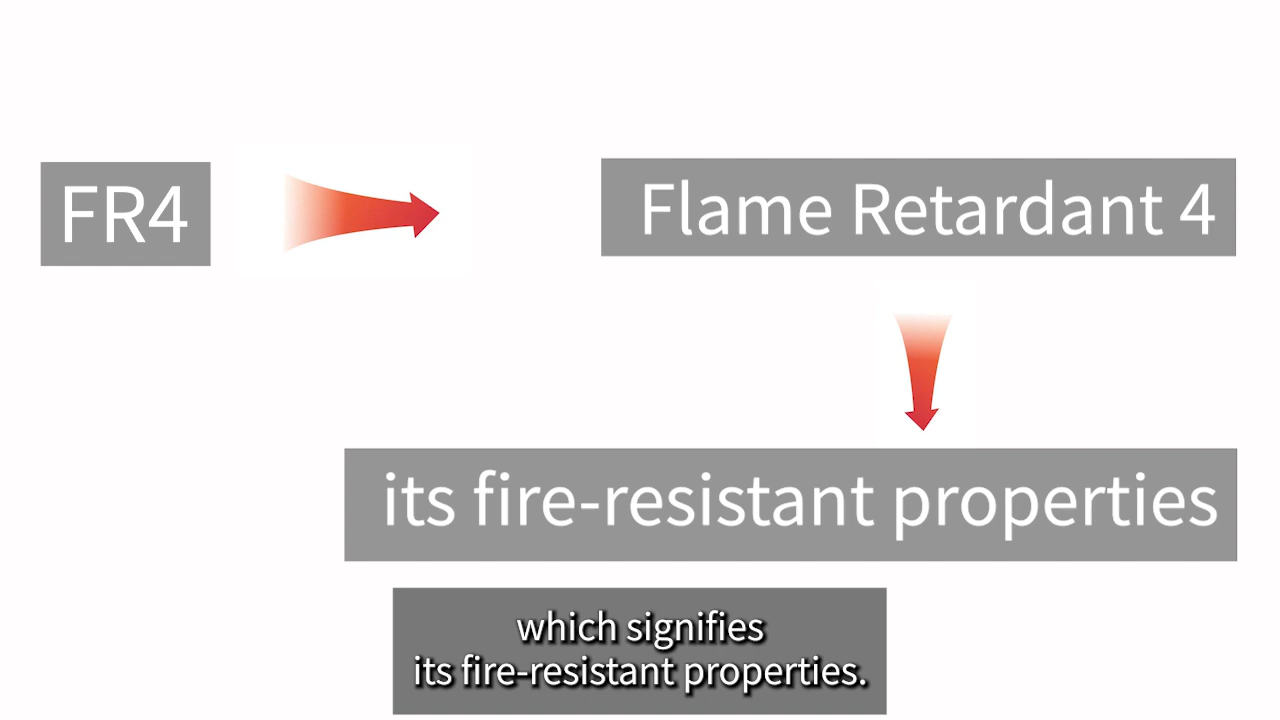 FR4
Flame Retardant 4
its fire-resistant properties
which signifies
its fire-resistant properties.